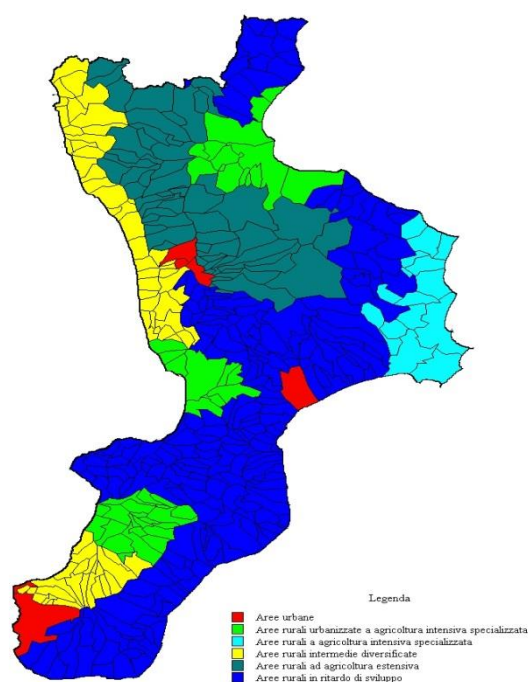 Legenda
Aree urbane
Aree rurali urbanizzate a agricoltura intensiva specializzata
Aree rurali a agricoltura intensiva specializzata
Aree rurali intermedie diversificate
Aree rurali ad agricoltura estensiva
Aree rurali in ritardo di sviluppo